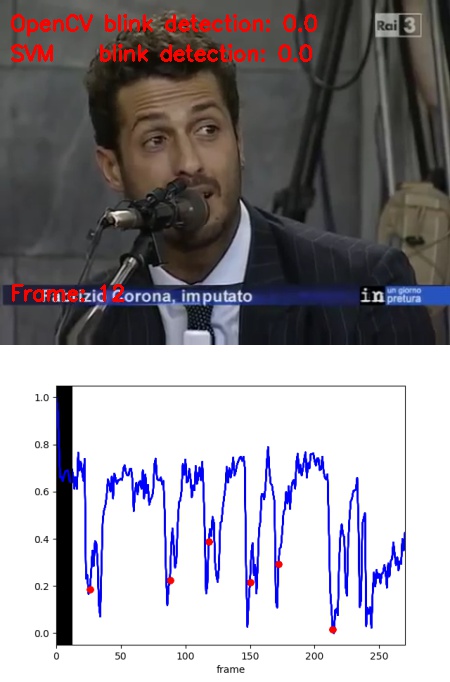 OpenCV blink detection: 0.0
SVM blink detection: 0.0
Rai 3
Frame: 12
Fabrizio Corona, imputato
in un giorno
pretura
1.0
0.8
0.6
0.4
0.2
0.0
0 50 100 150 200 250
frame